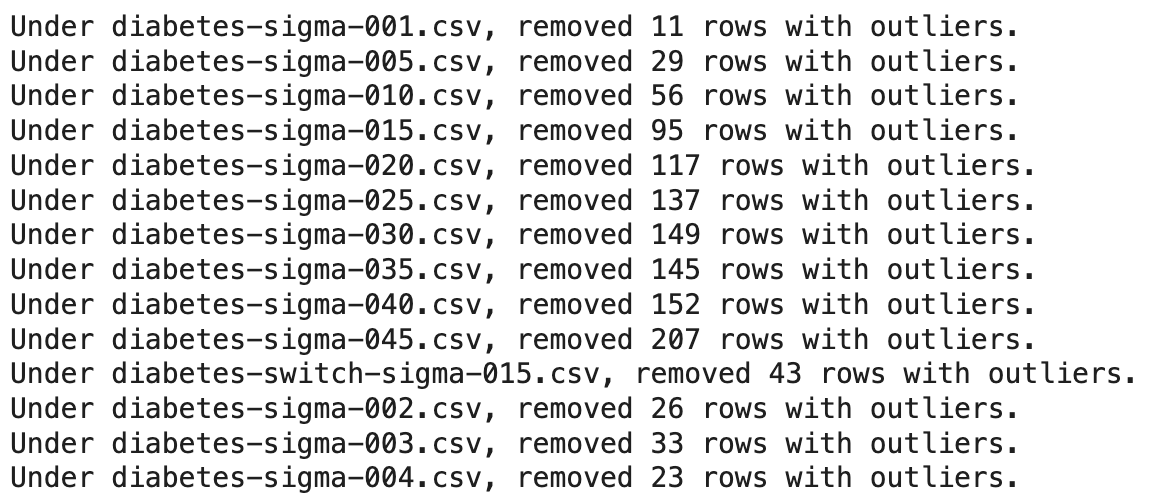 Under diabetes-sigma-001.csv, removed 11 rows with outliers.
Under diabetes-sigma-005.csv, removed 29 rows with outliers.
Under diabetes-sigma-010.csv, removed 56 rows with outliers.
Under diabetes-sigma-015.csv, removed 95 rows with outliers.
Under diabetes-sigma-020.csv, removed 117 rows with outliers.
Under diabetes-sigma-025.csv, removed 137 rows with outliers.
Under diabetes-sigma-030.csv, removed 149 rows with outliers.
Under diabetes-sigma-035.csv, removed 145 rows with outliers.
Under diabetes-sigma-040.csv, removed 152 rows with outliers.
Under diabetes-sigma-045.csv, removed 207 rows with outliers.
Under diabetes-switch-sigma-015.csv, removed 43 rows with outliers.
Under diabetes-sigma-002.csv, removed 26 rows with outliers.
Under diabetes-sigma-003.csv, removed 33 rows with outliers.
Under diabetes-sigma-004.csv, removed 23 rows with outliers.